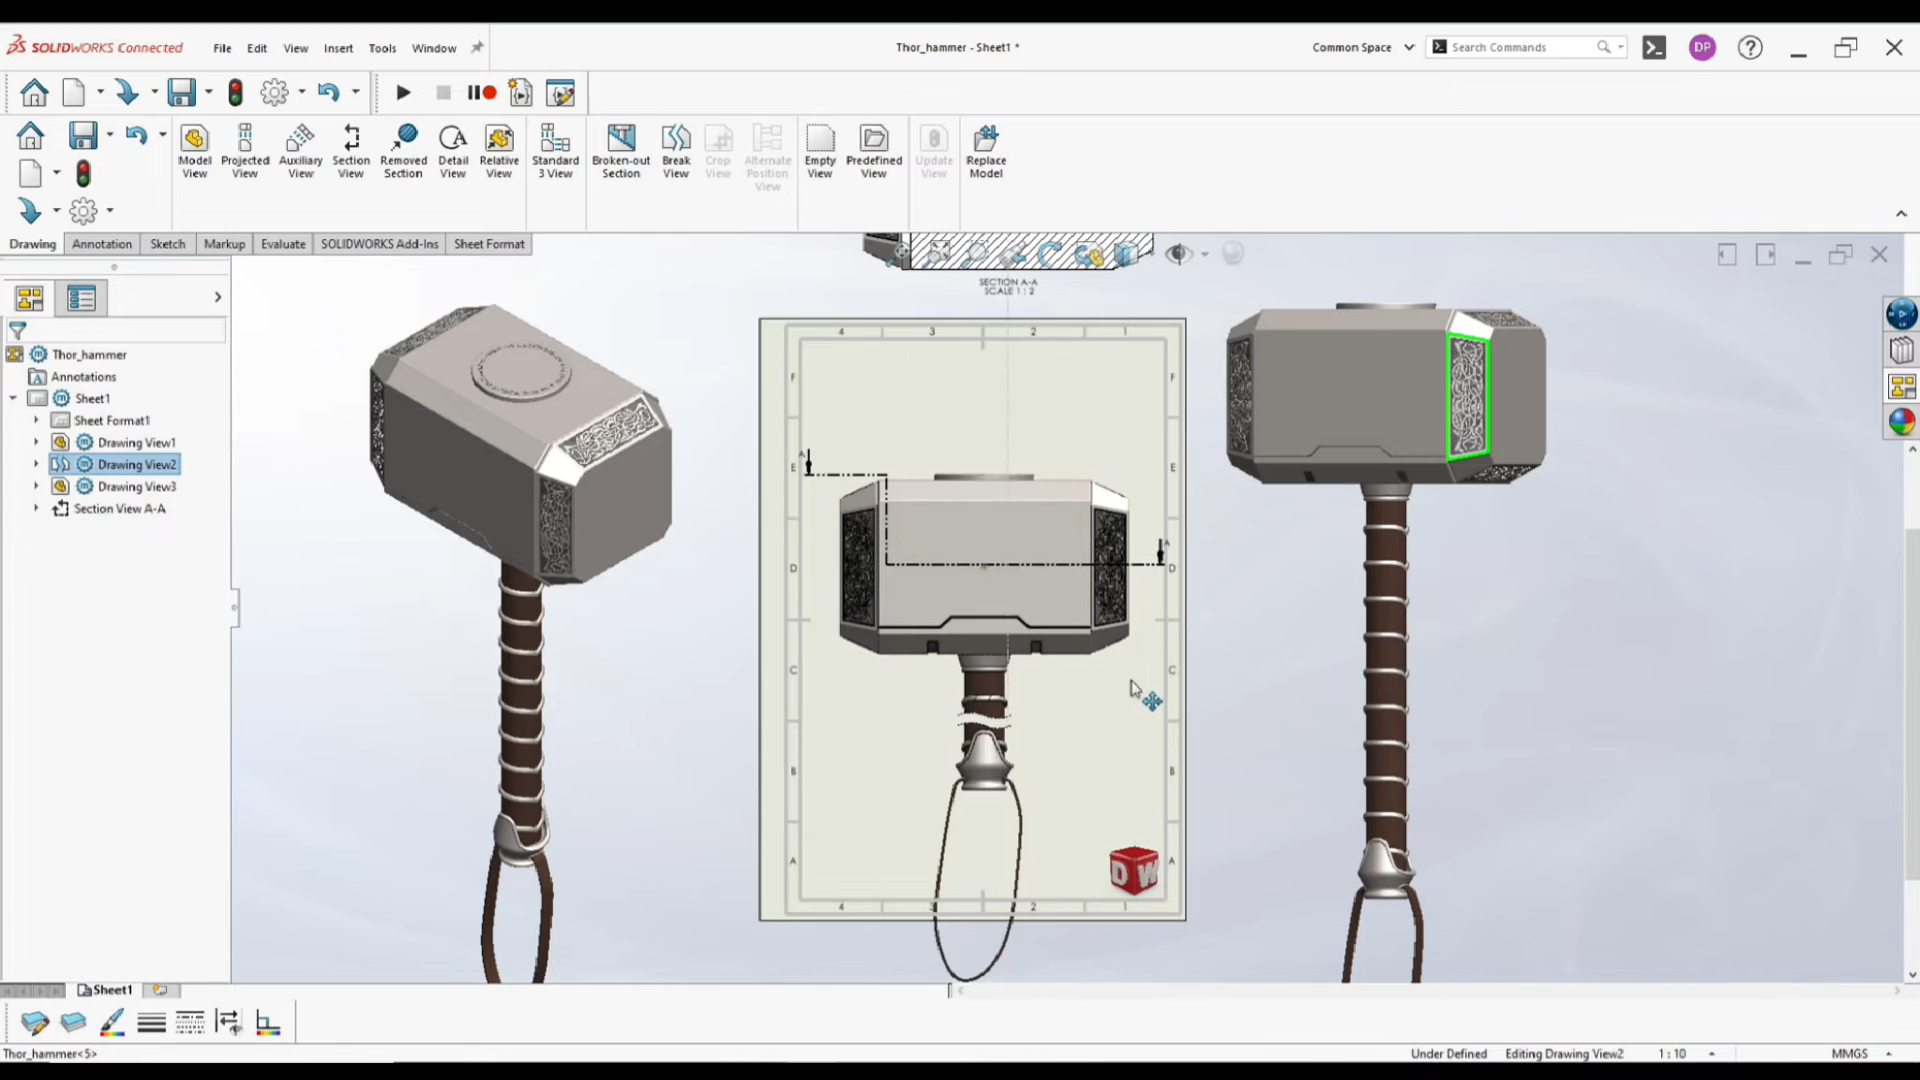 SOLIDWORKS Connected
File Edit View Insert Tools Window
Thor_hammer - Sheet1 *
Common Space
Search Commands
DP
Model View
Projected View
Auxiliary View
Section View
Removed Section
Detail View
Relative View
Standard 3 View
Broken-out Section
Break View
Crop View
Alternate Position View
Empty View
Predefined View
Update View
Replace Model
Drawing Annotation Sketch Markup Evaluate SOLIDWORKS Add-Ins Sheet Format
Thor_hammer
Annotations
Sheet1
Sheet Format1
Drawing View1
Drawing View2
Drawing View3
Section View A-A
SECTION A-A
SCALE 1 : 2
4 3 2 1
F F
A
E E
A
D D
C C
B B
A A
D W
4 3 2 1
Sheet1
Thor_hammer<5>
Under Defined Editing Drawing View2 1 : 10 MMGS